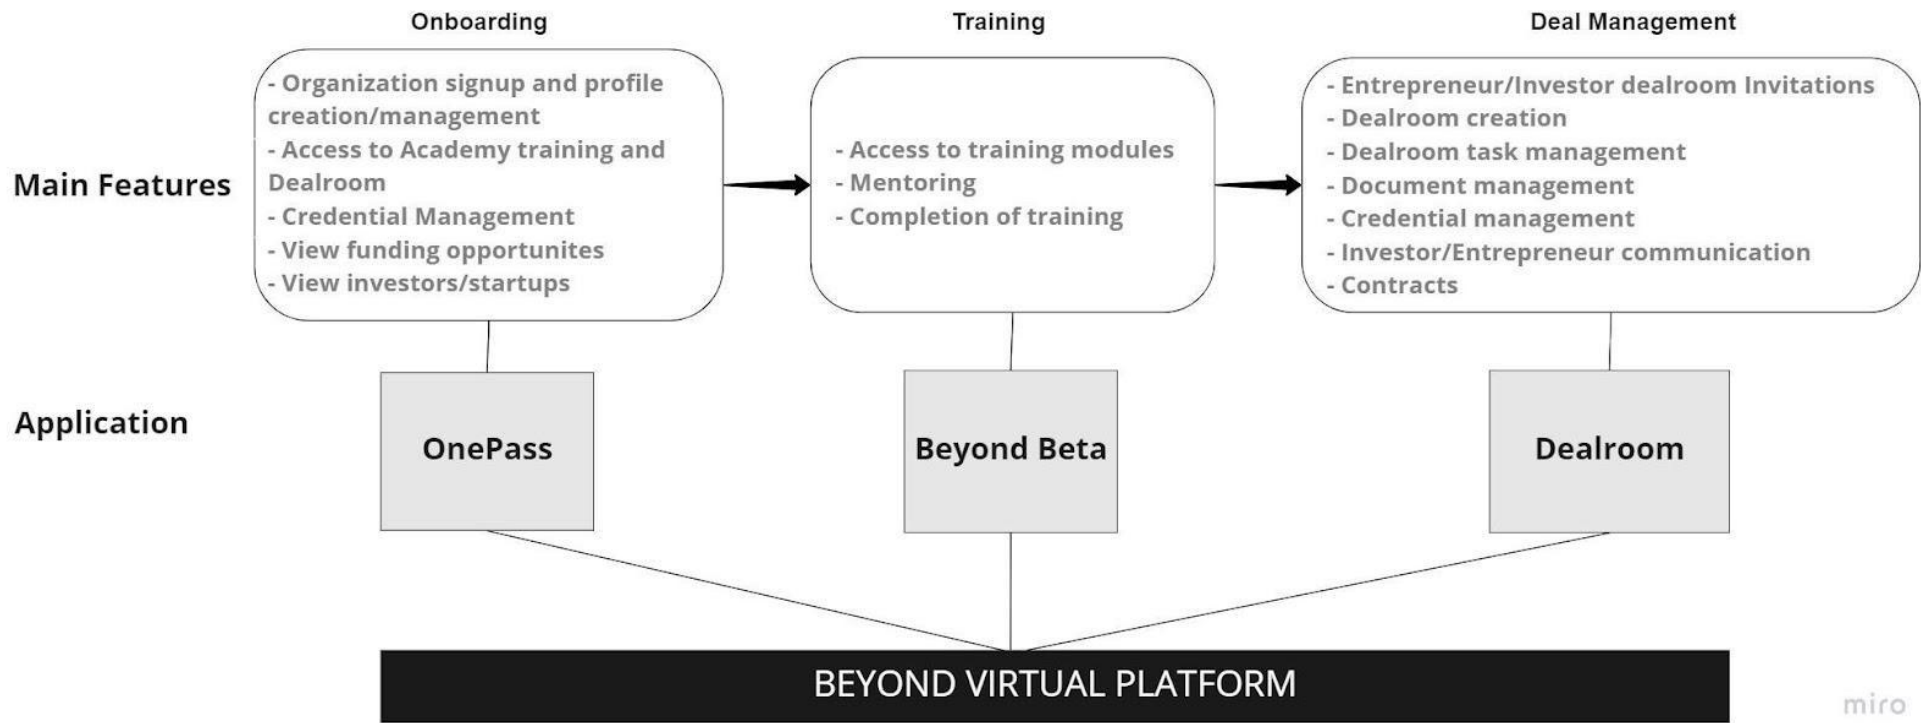 Onboarding
Training
Deal Management
Main Features
- Organization signup and profile
creation/management
- Access to Academy training and
Dealroom
- Credential Management
- View funding opportunites
- View investors/startups
- Access to training modules
- Mentoring
- Completion of training
- Entrepreneur/Investor dealroom Invitations
- Dealroom creation
- Dealroom task management
- Document management
- Credential management
- Investor/Entrepreneur communication
- Contracts
Application
OnePass
Beyond Beta
Dealroom
BEYOND VIRTUAL PLATFORM
miro